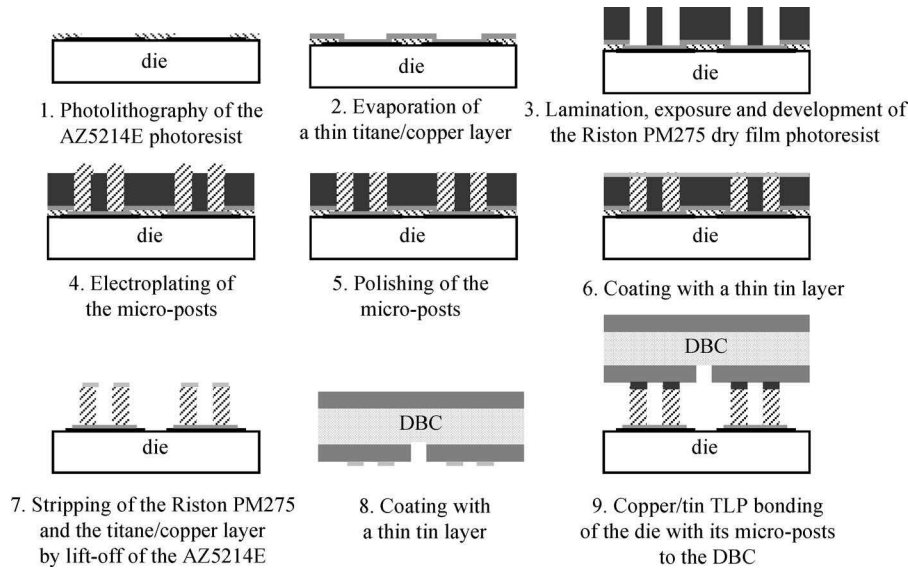 die
1. Photolithography of the
AZ5214E photoresist
die
2. Evaporation of
a thin titane/copper layer
die
3. Lamination, exposure and development of
the Riston PM275 dry film photoresist
die
4. Electroplating of
the micro-posts
die
5. Polishing of the
micro-posts
die
6. Coating with a thin tin layer
die
7. Stripping of the Riston PM275
and the titane/copper layer
by lift-off of the AZ5214E
DBC
8. Coating with
a thin tin layer
DBC
die
9. Copper/tin TLP bonding
of the die with its micro-posts
to the DBC